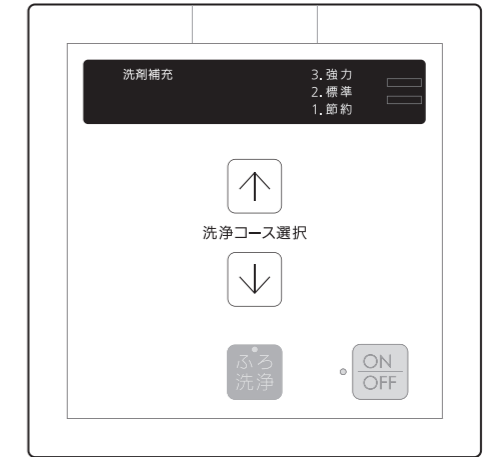 洗剤補充
3.強力
2.標準
1.節約
洗浄コース選択
ふろ
洗浄
ON
OFF